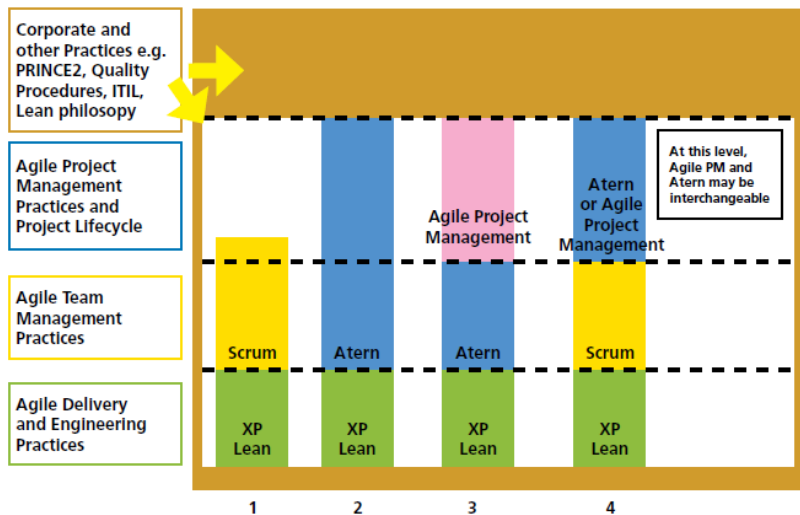 Corporate and
other Practices e.g.
PRINCE2, Quality
Procedures, ITIL,
Lean philosopy
Agile Project
Management
Practices and
Project Lifecycle
Agile Team
Management
Practices
Agile Delivery
and Engineering
Practices
Scrum
XP
Lean
Atern
XP
Lean
Agile Project
Management
Atern
XP
Lean
Atern
or Agile
Project
Management
Scrum
XP
Lean
At this level,
Agile PM and
Atern may be
interchangeable
1
2
3
4